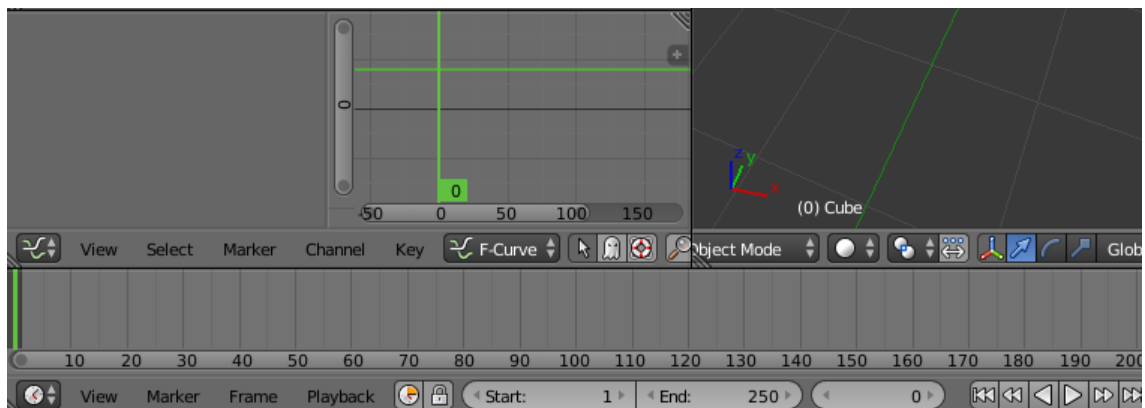 0
0
-50 0 50 100 150
z y x
(0) Cube
View Select Marker Channel Key F-Curve
Object Mode Glob
10 20 30 40 50 60 70 80 90 100 110 120 130 140 150 160 170 180 190 200
View Marker Frame Playback Start: 1 End: 250 0